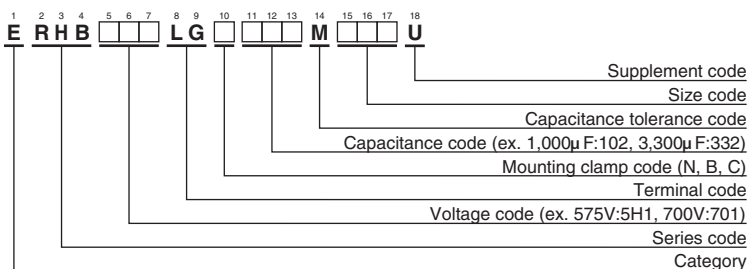 1 2 3 4 5 6 7 8 9 10 11 12 13 14 15 16 17 18
E R H B □ □ □ L G □ □ □ □ M □ □ □ U
Supplement code
Size code
Capacitance tolerance code
Capacitance code (ex. 1,000μF:102, 3,300μF:332)
Mounting clamp code (N, B, C)
Terminal code
Voltage code (ex. 575V:5H1, 700V:701)
Series code
Category